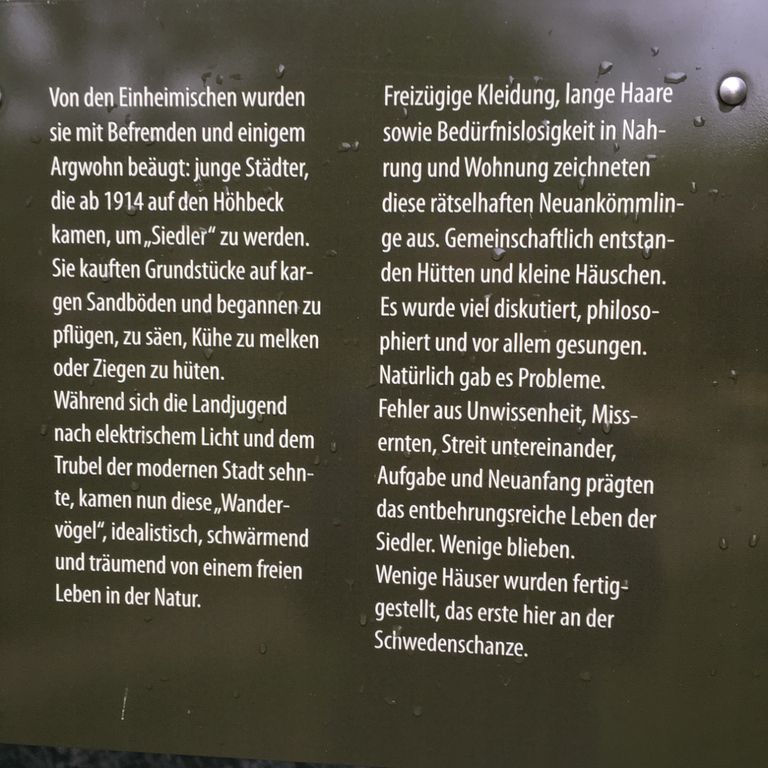 Von den Einheimischen wurden
sie mit Befremden und einigem
Argwohn beäugt: junge Städter,
die ab 1914 auf den Höhbeck
kamen, um „Siedler“ zu werden.
Sie kauften Grundstücke auf kar-
gen Sandböden und begannen zu
pflügen, zu säen, Kühe zu melken
oder Ziegen zu hüten.
Während sich die Landjugend
nach elektrischem Licht und dem
Trubel der modernen Stadt sehn-
te, kamen nun diese „Wander-
vögel“, idealistisch, schwärmend
und träumend von einem freien
Leben in der Natur.
Freizügige Kleidung, lange Haare
sowie Bedürfnislosigkeit in Nah-
rung und Wohnung zeichneten
diese rätselhaften Neuankömmlin-
ge aus. Gemeinschaftlich entstan-
den Hütten und kleine Häuschen.
Es wurde viel diskutiert, philoso-
phiert und vor allem gesungen.
Natürlich gab es Probleme.
Fehler aus Unwissenheit, Miss-
ernten, Streit untereinander,
Aufgabe und Neuanfang prägten
das entbehrungsreiche Leben der
Siedler. Wenige blieben.
Wenige Häuser wurden fertig-
gestellt, das erste hier an der
Schwedenschanze.